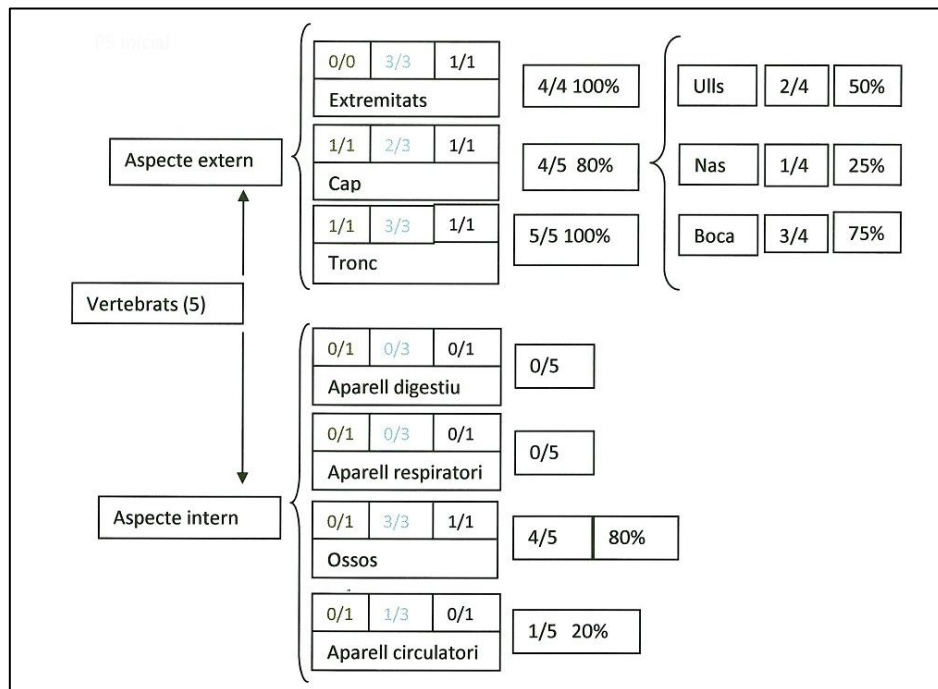 P5 inicial
0/0 3/3 1/1
Extremitats
4/4 100%
Ulls 2/4 50%
Aspecte extern
1/1 2/3 1/1
Cap
4/5 80%
Nas 1/4 25%
1/1 3/3 1/1
Tronc
5/5 100%
Boca 3/4 75%
Vertebrats (5)
0/1 0/3 0/1
Aparell digestiu
0/5
0/1 0/3 0/1
Aparell respiratori
0/5
Aspecte intern
0/1 3/3 1/1
Ossos
4/5 80%
0/1 1/3 0/1
Aparell circulatori
1/5 20%